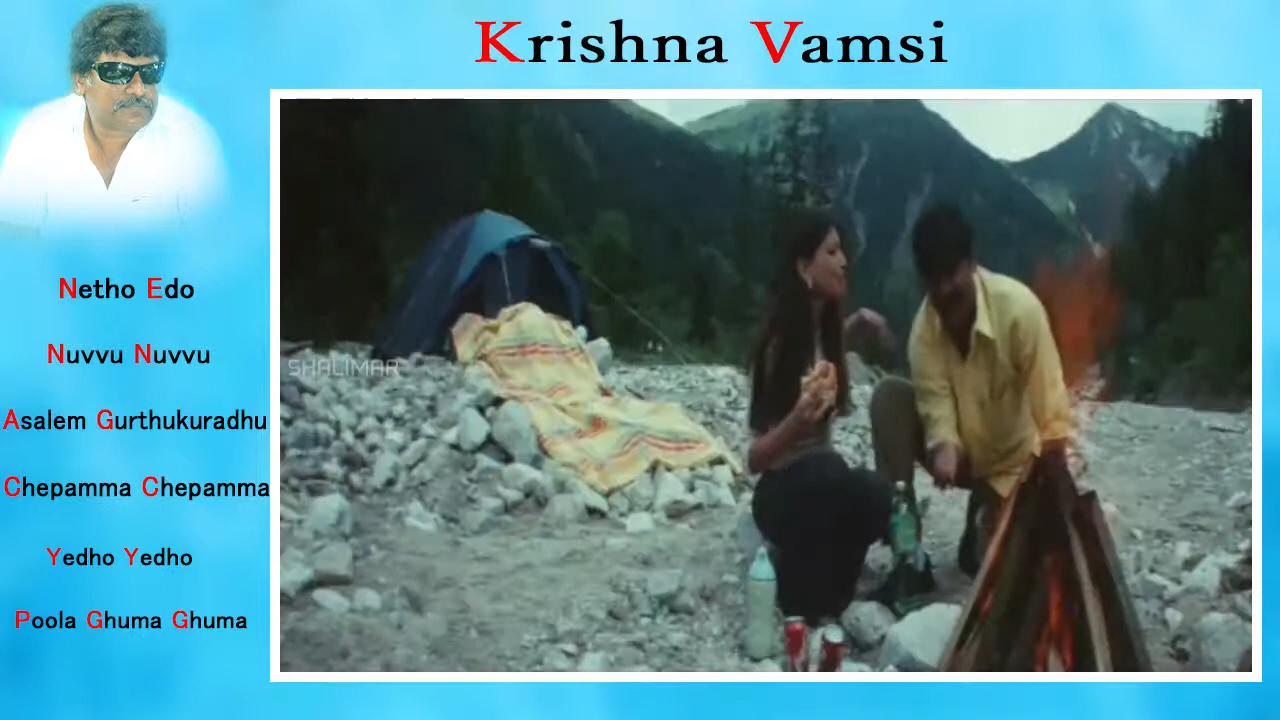 Krishna Vamsi
Netho Edo
Nuvvu Nuvvu
Asalem Gurthukuradhu
Chepamma Chepamma
Yedho Yedho
Poola Ghuma Ghuma
SHALIMAR